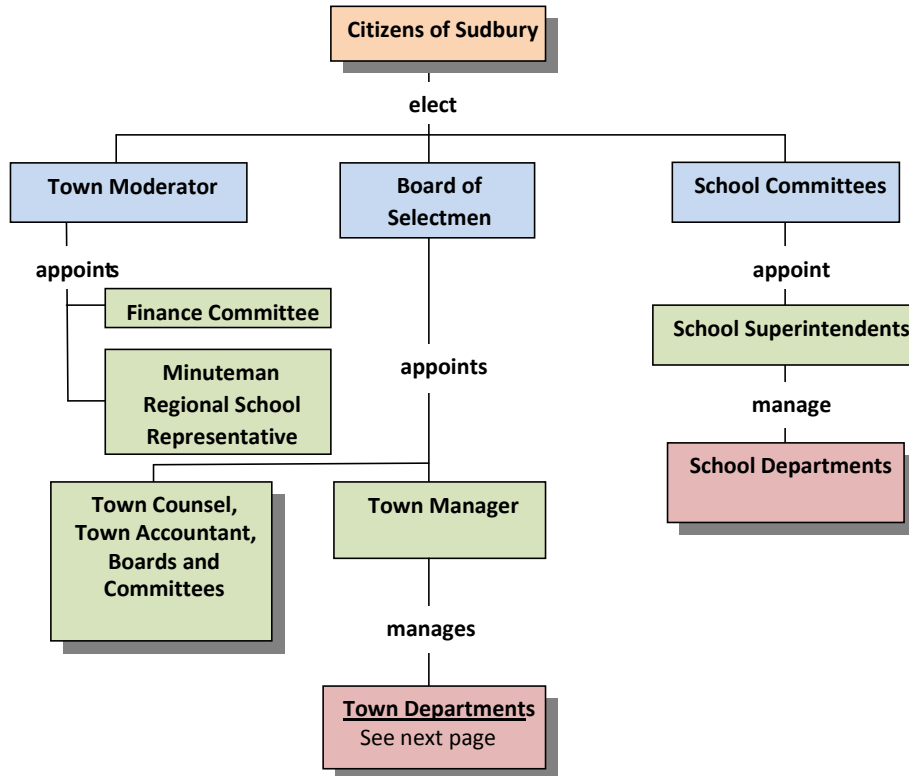 Citizens of Sudbury
elect
Town Moderator
Board of
Selectmen
School Committees
appoints
appoint
Finance Committee
School Superintendents
Minuteman
Regional School
Representative
appoints
manage
School Departments
Town Counsel,
Town Accountant,
Boards and
Committees
Town Manager
manages
Town Departments
See next page